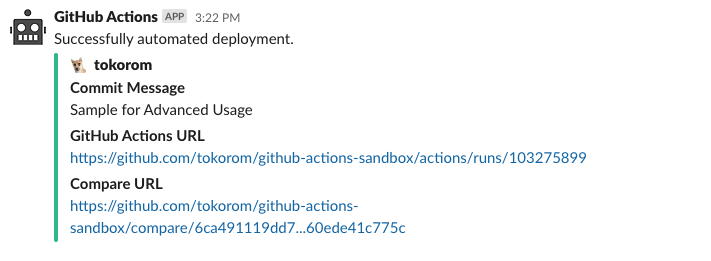 GitHub Actions APP 3:22 PM
Successfully automated deployment.
tokorom
Commit Message
Sample for Advanced Usage
GitHub Actions URL
https://github.com/tokorom/github-actions-sandbox/actions/runs/103275899
Compare URL
https://github.com/tokorom/github-actions-
sandbox/compare/6ca491119dd7...60ede41c775c